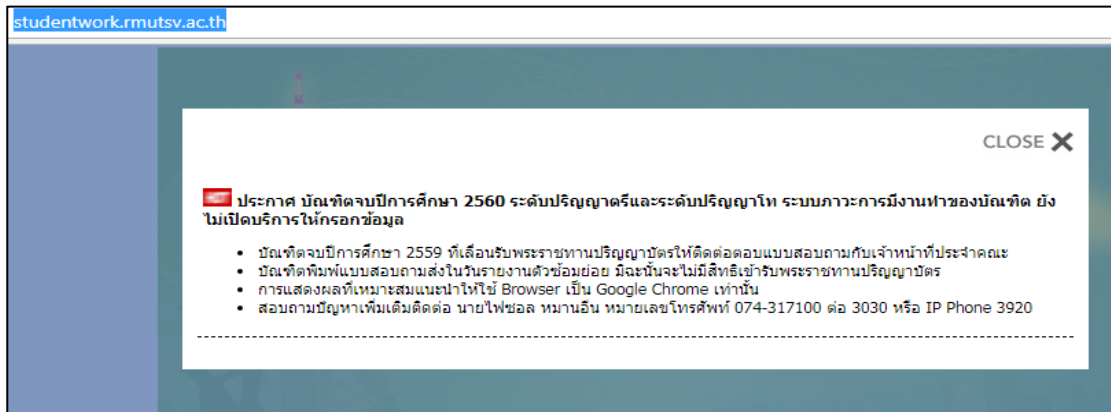 studentwork.rmutsv.ac.th
CLOSE
ประกาศ บัณฑิตจบปีการศึกษา 2560 ระดับปริญญาตรีและระดับปริญญาโท ระบบภาวะการมีงานทำของบัณฑิต ยัง
ไม่เปิดบริการให้กรอกข้อมูล
บัณฑิตจบปีการศึกษา 2559 ที่เลื่อนรับพระราชทานปริญญาบัตรให้ติดต่อตอบแบบสอบถามกับเจ้าหน้าที่ประจำคณะ
บัณฑิตพิมพ์แบบสอบถามส่งในวันรายงานตัวซ้อมย่อย มิฉะนั้นจะไม่มีสิทธิเข้ารับพระราชทานปริญญาบัตร
การแสดงผลที่เหมาะสมแนะนำให้ใช้ Browser เป็น Google Chrome เท่านั้น
สอบถามปัญหาเพิ่มเติมติดต่อ นายไฟซอล หมานอื่น หมายเลขโทรศัพท์ 074-317100 ต่อ 3030 หรือ IP Phone 3920